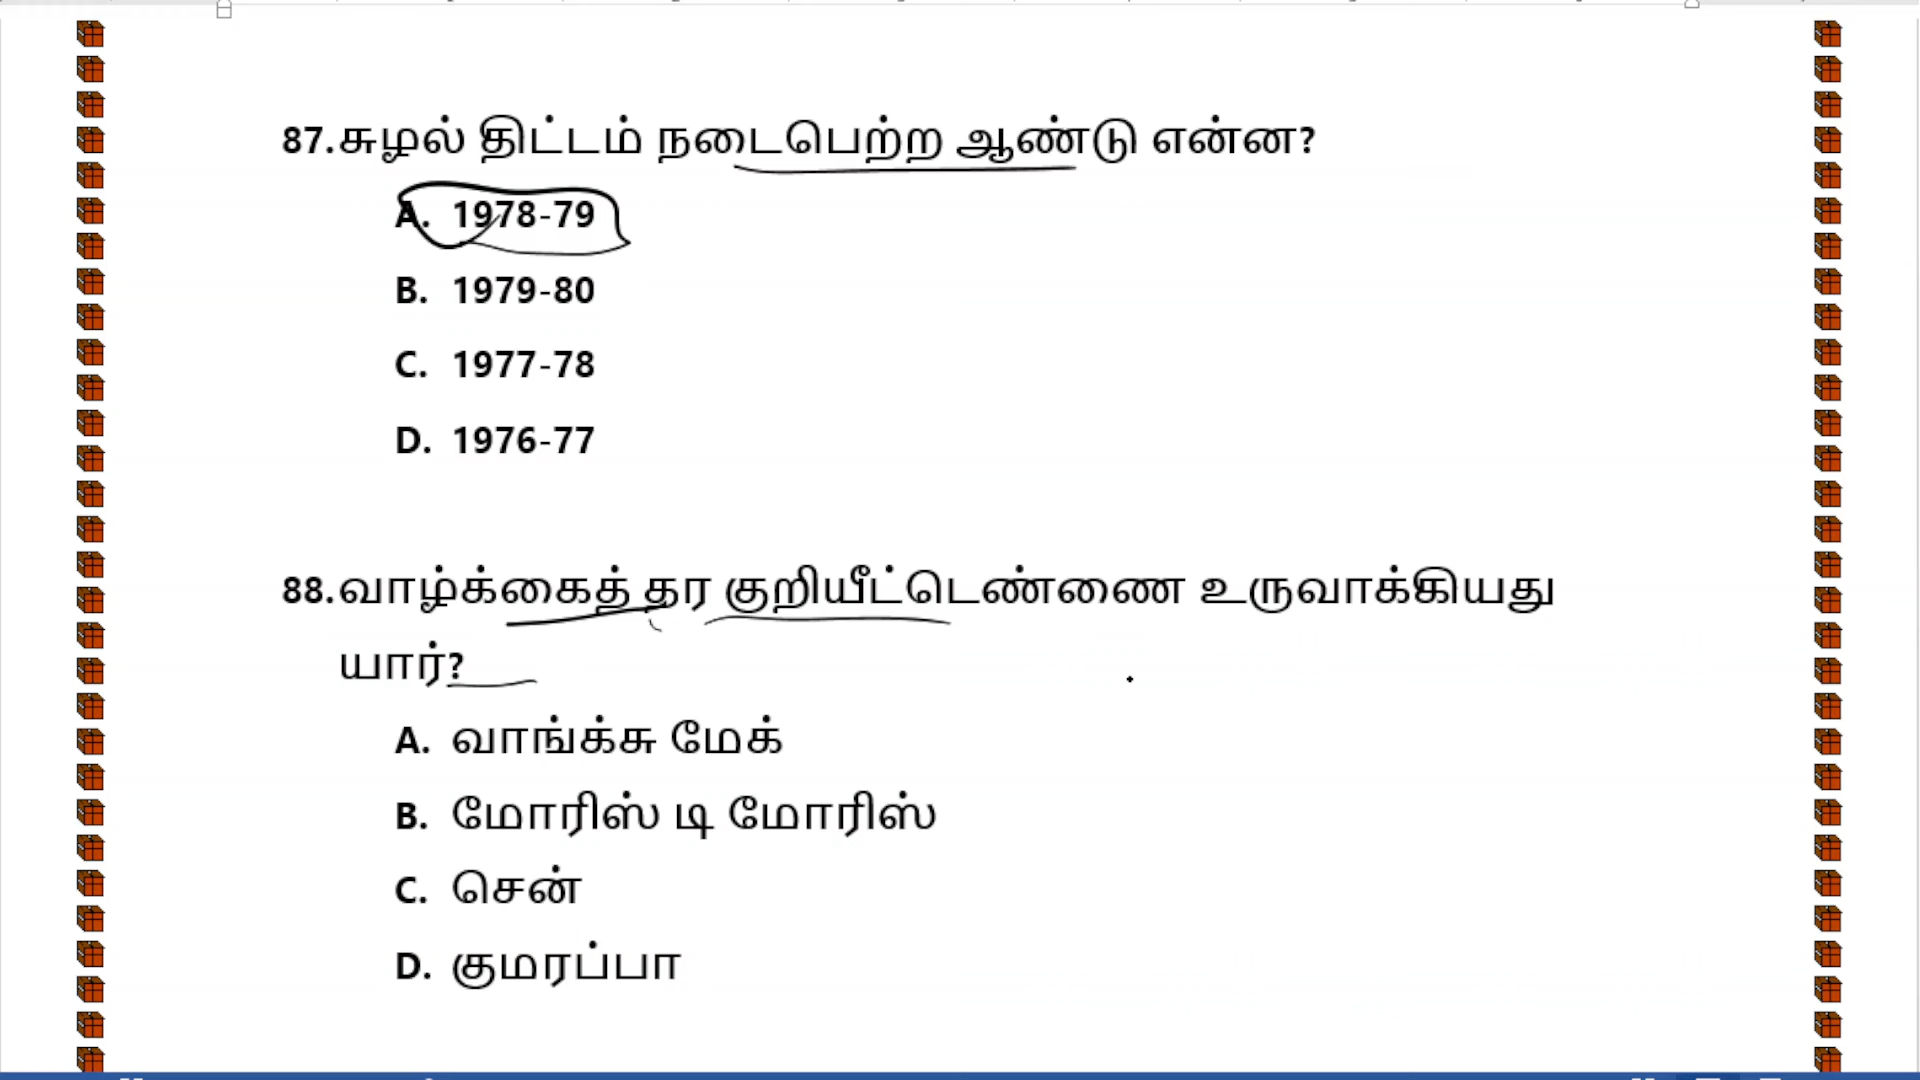 87.சுழல் திட்டம் நடைபெற்ற ஆண்டு என்ன?
A. 1978-79
B. 1979-80
C. 1977-78
D. 1976-77
88.வாழ்க்கைத் தர குறியீட்டெண்ணை உருவாக்கியது
யார்?
A. வாங்க்சு மேக்
B. மோரிஸ் டி மோரிஸ்
C. சென்
D. குமரப்பா